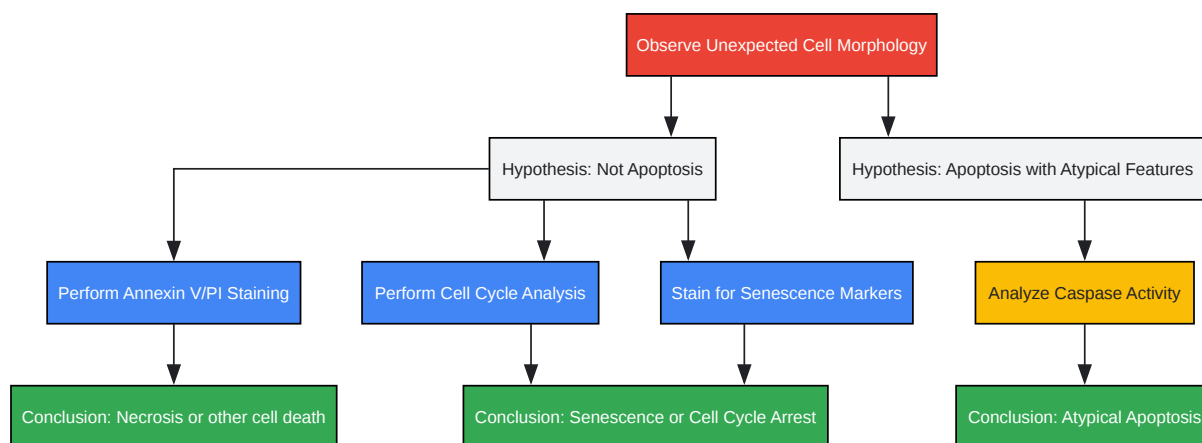 Observe Unexpected Cell Morphology
Hypothesis: Not Apoptosis
Hypothesis: Apoptosis with Atypical Features
Perform Annexin V/PI Staining
Perform Cell Cycle Analysis
Stain for Senescence Markers
Analyze Caspase Activity
Conclusion: Necrosis or other cell death
Conclusion: Senescence or Cell Cycle Arrest
Conclusion: Atypical Apoptosis